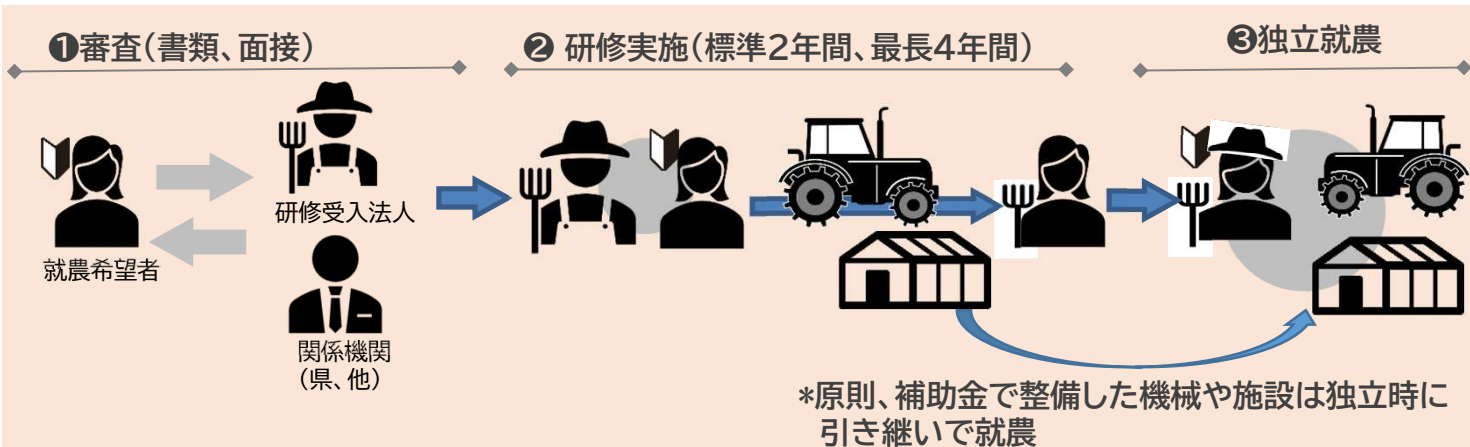 ❶審査(書類、面接)
❷ 研修実施(標準2年間、最長4年間)
❸独立就農
研修受入法人
就農希望者
関係機関
(県、他)
*原則、補助金で整備した機械や施設は独立時に
引き継いで就農